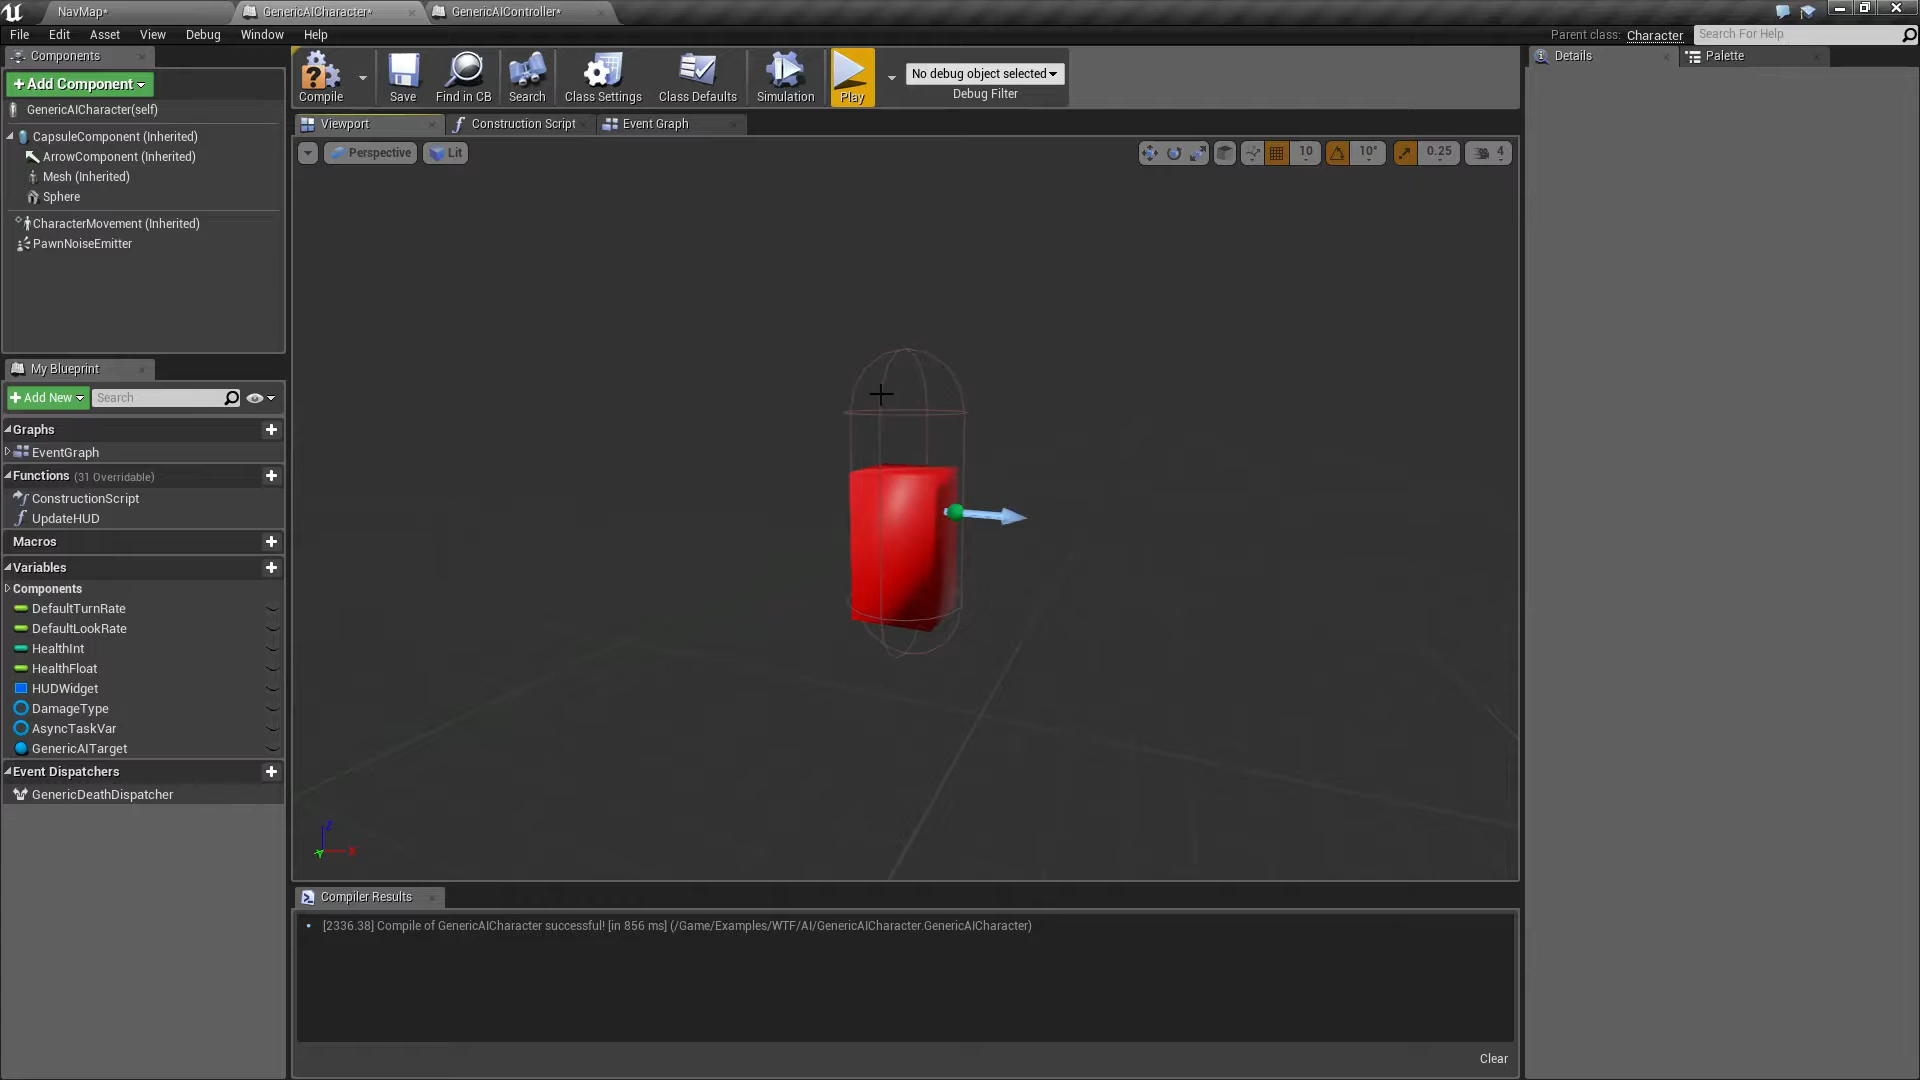 NavMap*
GenericAICharacter*
GenericAIController*
File Edit Asset View Debug Window Help
Parent class: Character
Search For Help
Components
+Add Component
GenericAICharacter(self)
CapsuleComponent (Inherited)
ArrowComponent (Inherited)
Mesh (Inherited)
Sphere
CharacterMovement (Inherited)
PawnNoiseEmitter
My Blueprint
+Add New
Search
Graphs
EventGraph
Functions (31 Overridable)
ConstructionScript
UpdateHUD
Macros
Variables
Components
DefaultTurnRate
DefaultLookRate
HealthInt
HealthFloat
HUDWidget
DamageType
AsyncTaskVar
GenericAITarget
Event Dispatchers
GenericDeathDispatcher
Compile
Save
Find in CB
Search
Class Settings
Class Defaults
Simulation
Play
No debug object selected
Debug Filter
Viewport
Construction Script
Event Graph
Perspective
Lit
10
10°
0.25
4
Z
X
Y
Compiler Results
[2336.38] Compile of GenericAICharacter successful! [in 856 ms] (/Game/Examples/WTF/AI/GenericAICharacter.GenericAICharacter)
Clear
Details
Palette